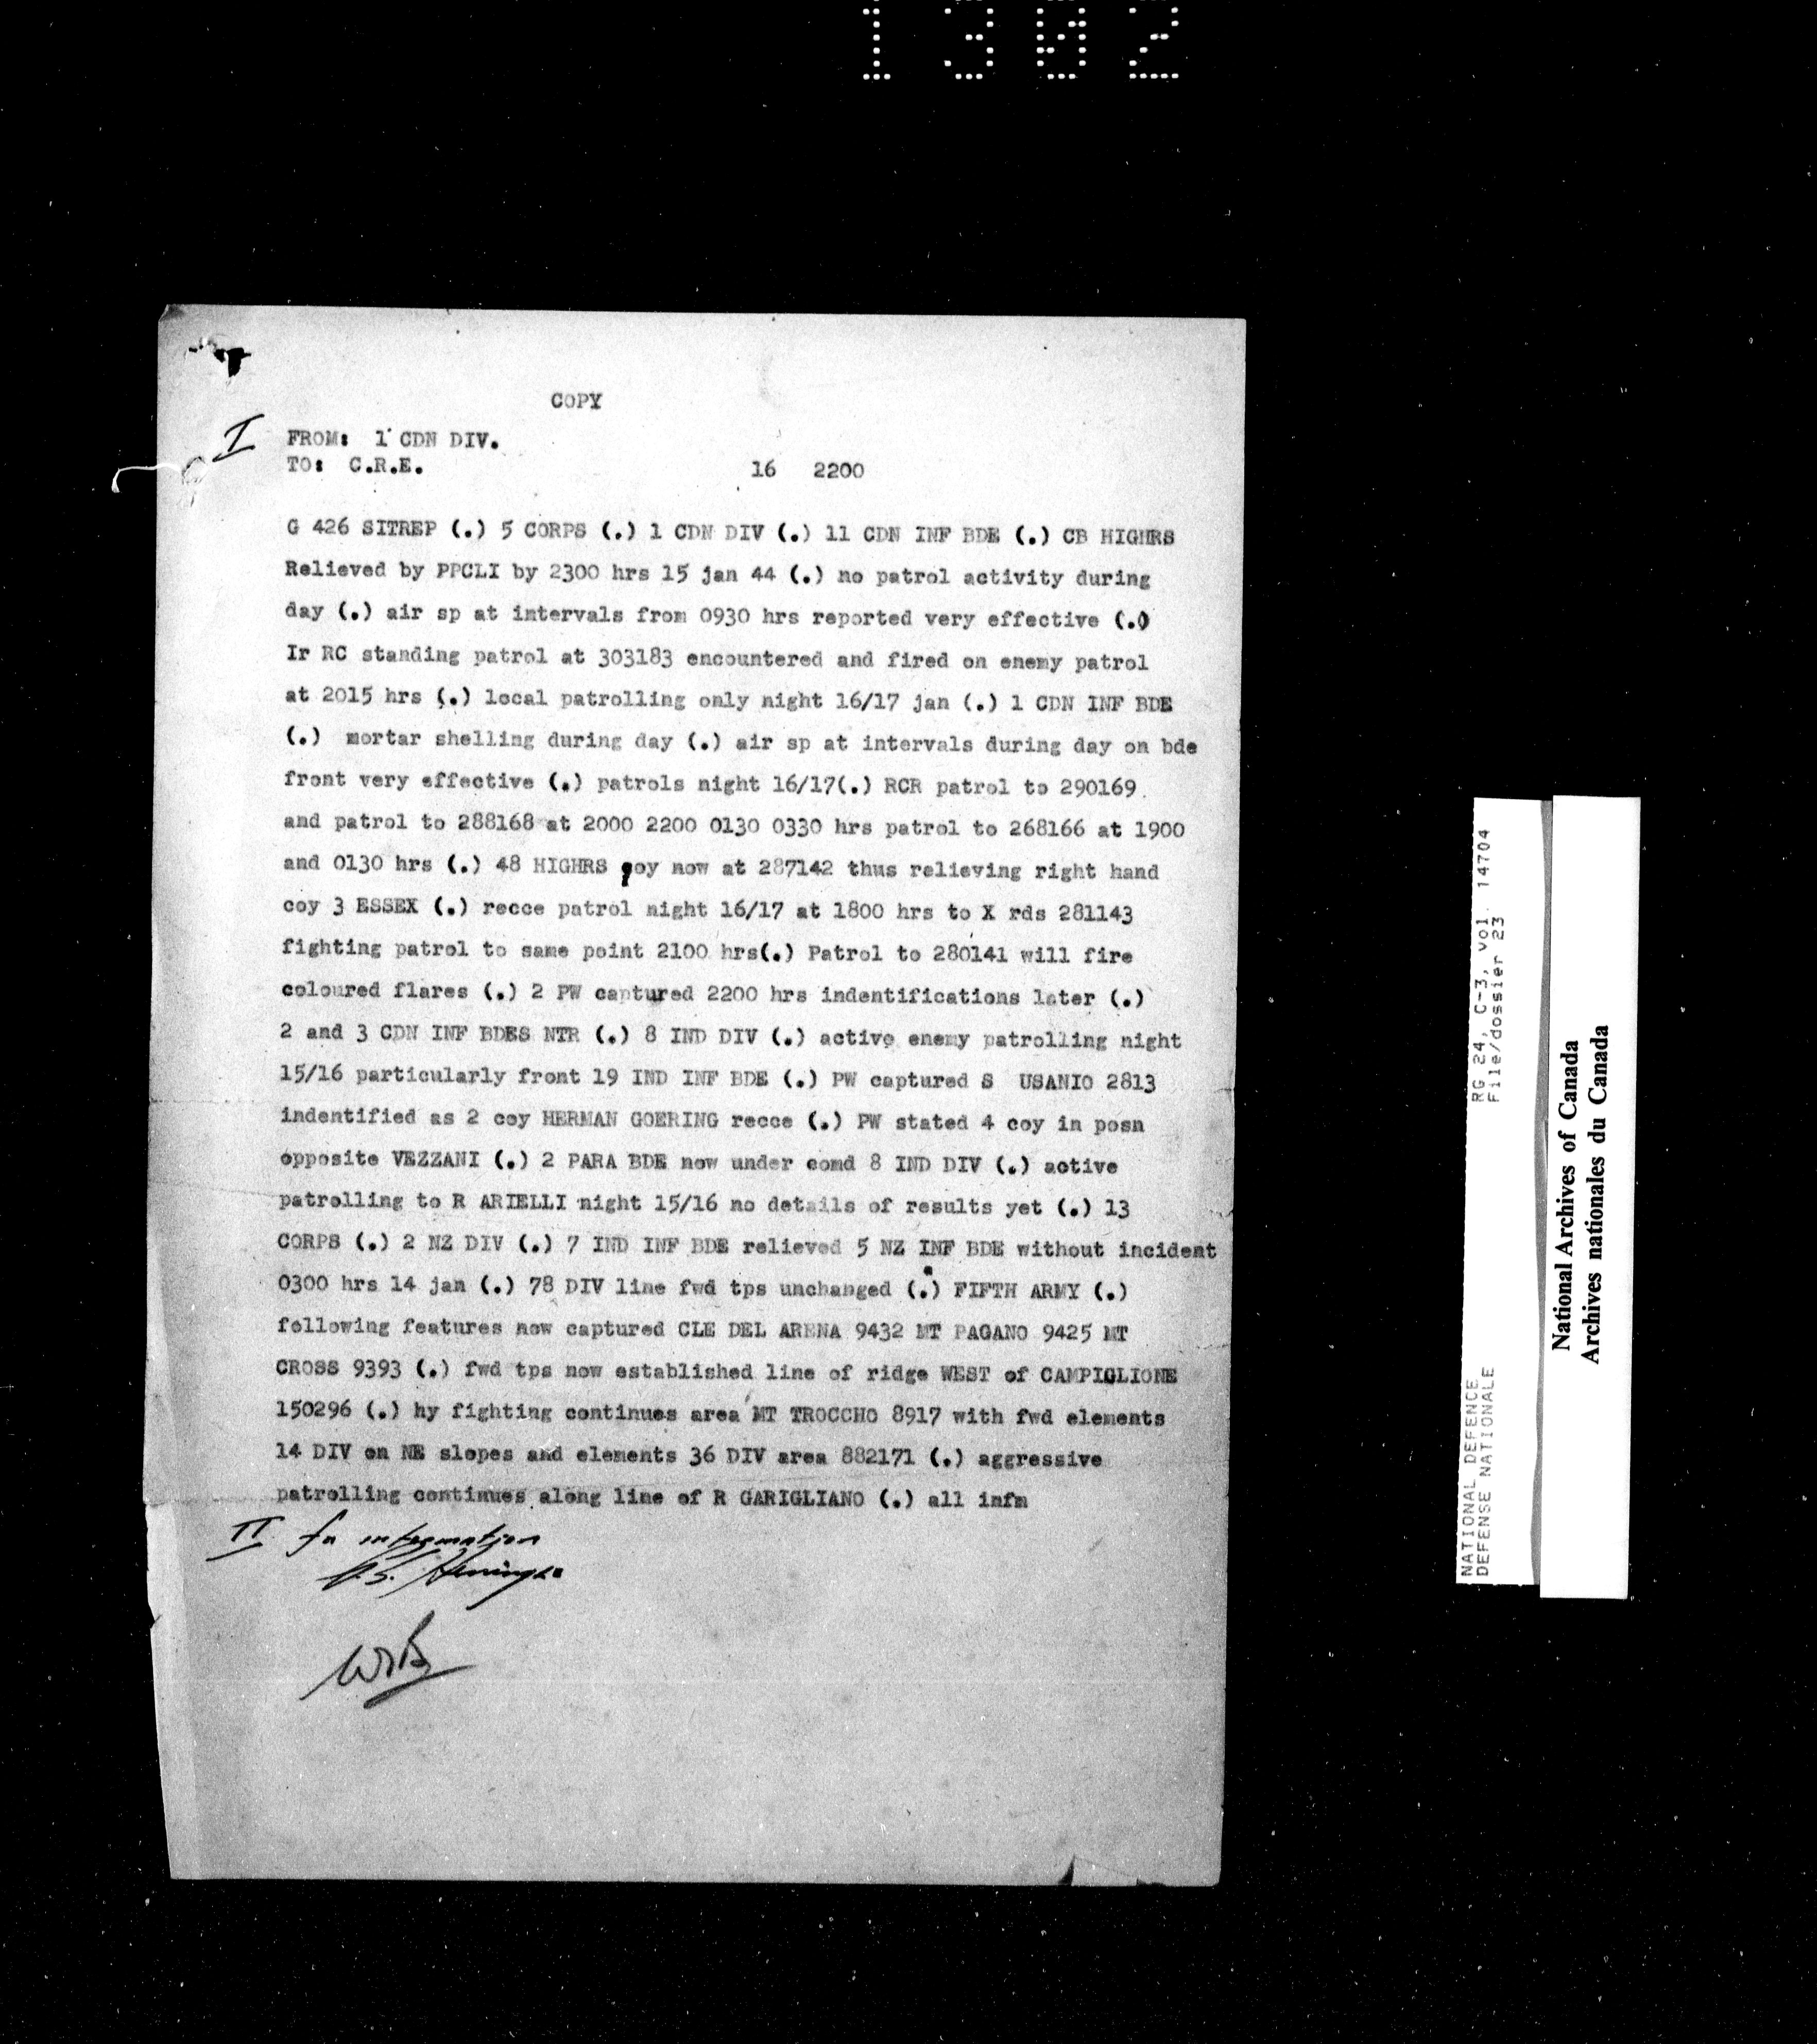 1302
COPY
I
FROM: 1 CDN DIV.
TO: C.R.E. 16 2200
G 426 SITREP (.) 5 CORPS (.) 1 CDN DIV (.) 11 CDN INF BDE (.) CB HIGHRS
Relieved by PPCLI by 2300 hrs 15 jan 44 (.) no patrol activity during
day (.) air sp at intervals from 0930 hrs reported very effective (.)
Ir RC standing patrol at 303183 encountered and fired on enemy patrol
at 2015 hrs (.) local patrolling only night 16/17 jan (.) 1 CDN INF BDE
(.) mortar shelling during day (.) air sp at intervals during day on bde
front very effective (.) patrols night 16/17(.) RCR patrol to 290169
and patrol to 288168 at 2000 2200 0130 0330 hrs patrol to 268166 at 1900
and 0130 hrs (.) 48 HIGHRS coy now at 287142 thus relieving right hand
coy 3 ESSEX (.) recce patrol night 16/17 at 1800 hrs to X rds 281143
fighting patrol to same point 2100 hrs(.) Patrol to 280141 will fire
coloured flares (.) 2 PW captured 2200 hrs indentifications later (.)
2 and 3 CDN INF BDES NTR (.) 8 IND DIV (.) active enemy patrolling night
15/16 particularly front 19 IND INF BDE (.) PW captured S USANIO 2813
indentified as 2 coy HERMAN GOERING recce (.) PW stated 4 coy in posn
opposite VEZZANI (.) 2 PARA BDE now under comd 8 IND DIV (.) active
patrolling to R ARIELLI night 15/16 no details of results yet (.) 13
CORPS (.) 2 NZ DIV (.) 7 IND INF BDE relieved 5 NZ INF BDE without incident
0300 hrs 14 jan (.) 78 DIV line fwd tps unchanged (.) FIFTH ARMY (.)
following features now captured CLE DEL ARENA 9432 MT PAGANO 9425 MT
CROSS 9393 (.) fwd tps now established line of ridge WEST of CAMPIGLIONE
150296 (.) hy fighting continues area MT TROCCHO 8917 with fwd elements
14 DIV on NE slopes and elements 36 DIV area 882171 (.) aggressive
patrolling continues along line of R GARIGLIANO (.) all infm
II for information
RG 24, C-3, vol. 14704
File/dossier 23
NATIONAL DEFENCE
DEFENSE NATIONALE
National Archives of Canada
Archives nationales du Canada